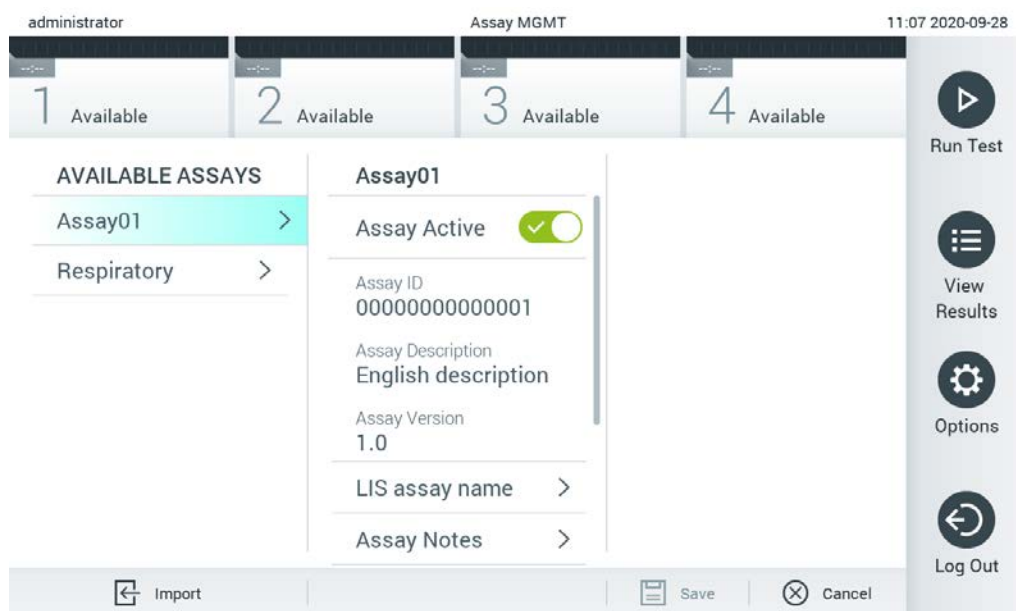 administrator Assay MGMT 11:07 2020-09-28
--:-- --:-- --:-- --:--
1 Available 2 Available 3 Available 4 Available
Run Test
AVAILABLE ASSAYS
Assay01
Respiratory
Assay01
Assay Active
Assay ID
00000000000001
Assay Description
English description
Assay Version
1.0
LIS assay name
Assay Notes
View
Results
Options
Log Out
Import Save Cancel